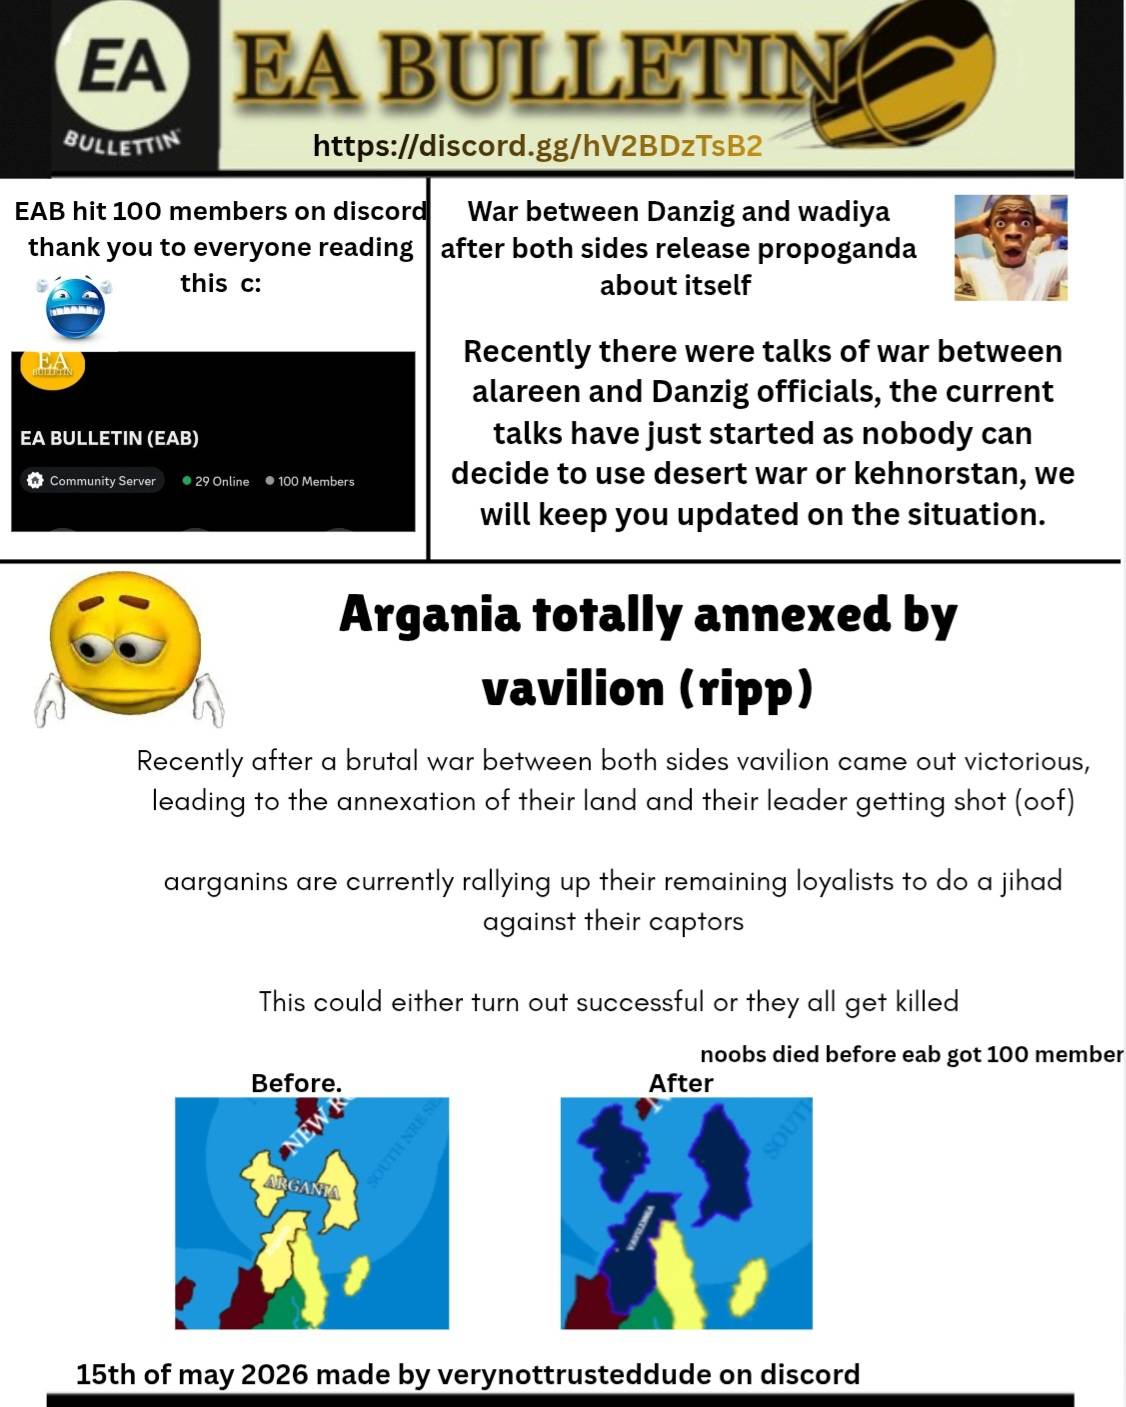 EA
BULLETTIN
EA BULLETIN
https://discord.gg/hV2BDzTsB2
EAB hit 100 members on discord
thank you to everyone reading
this c:
EA
BULLETIN
EA BULLETIN (EAB)
Community Server
29 Online
100 Members
War between Danzig and wadiya
after both sides release propoganda
about itself
Recently there were talks of war between
alareen and Danzig officials, the current
talks have just started as nobody can
decide to use desert war or kehnorstan, we
will keep you updated on the situation.
Argania totally annexed by
vavilion (ripp)
Recently after a brutal war between both sides vavilion came out victorious,
leading to the annexation of their land and their leader getting shot (oof)
aarganins are currently rallying up their remaining loyalists to do a jihad
against their captors
This could either turn out successful or they all get killed
noobs died before eab got 100 member
Before.
After
NEW R
SOUTH NRE SE
ARGANIA
SOUTH
15th of may 2026 made by verynottrusteddude on discord